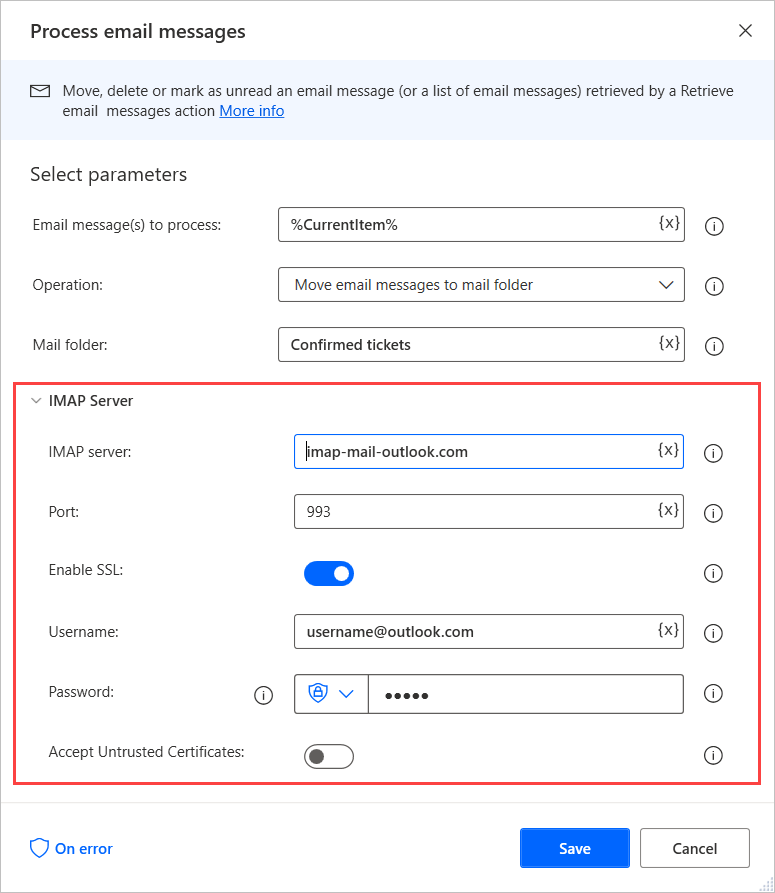 Process email messages
Move, delete or mark as unread an email message (or a list of email messages) retrieved by a Retrieve
email  messages action More info
Select parameters
Email message(s) to process: %CurrentItem% {x}
Operation: Move email messages to mail folder
Mail folder: Confirmed tickets {x}
IMAP Server
IMAP server: imap-mail-outlook.com {x}
Port: 993 {x}
Enable SSL:
Username: username@outlook.com {x}
Password: •••••
Accept Untrusted Certificates:
On error Save Cancel